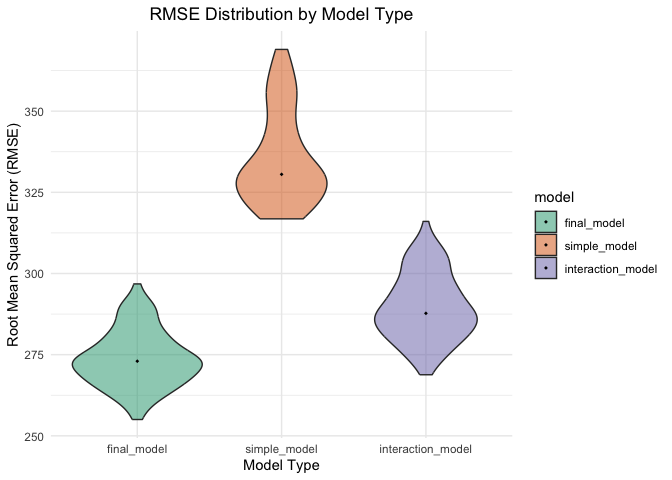 RMSE Distribution by Model Type
Root Mean Squared Error (RMSE)
350
325
300
275
250
final_model
simple_model
interaction_model
Model Type
model
final_model
simple_model
interaction_model